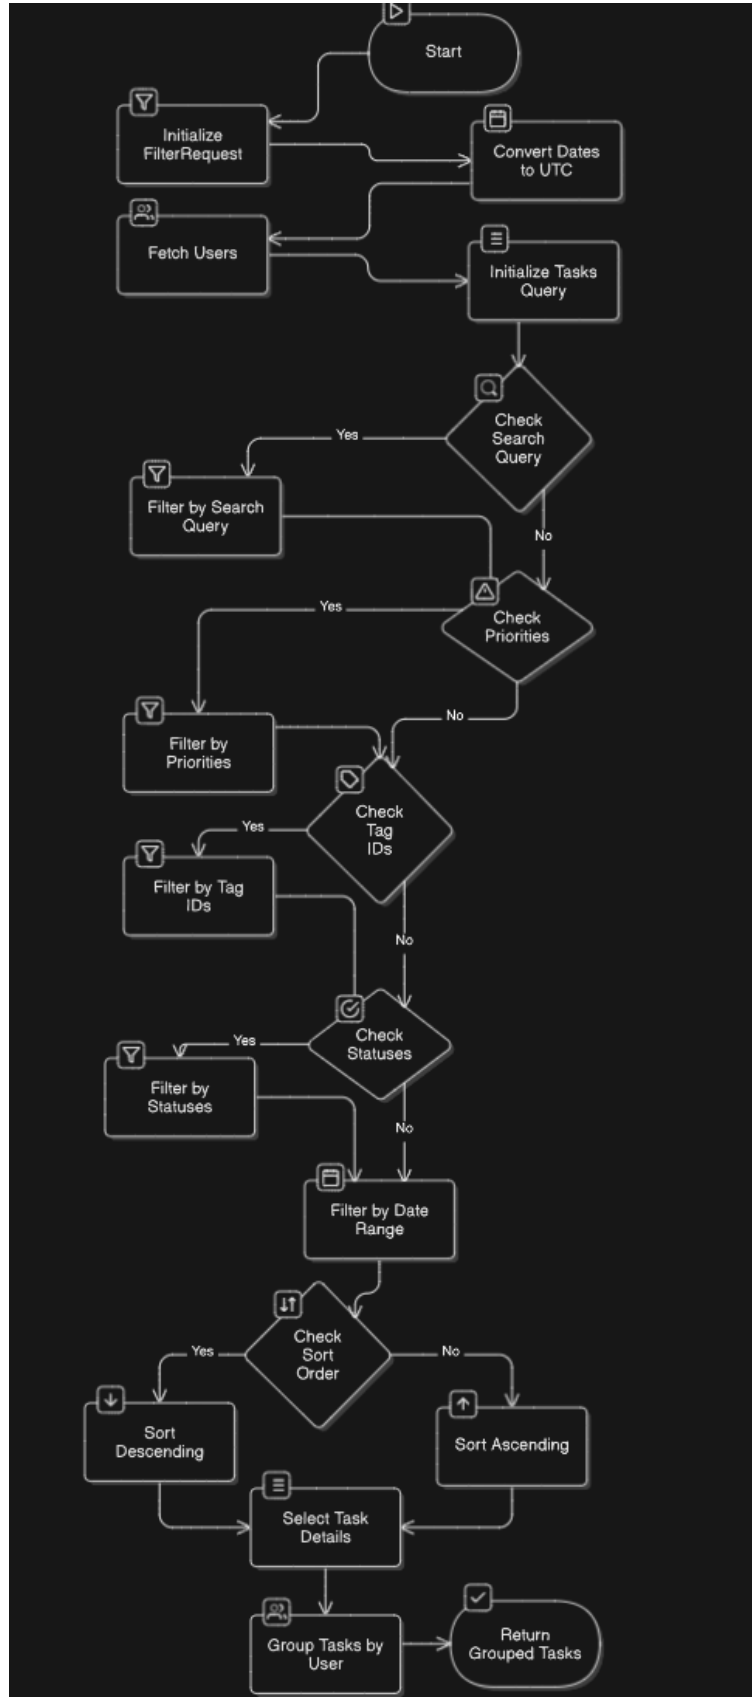 Start
Initialize
FilterRequest
Convert Dates
to UTC
Fetch Users
Initialize Tasks
Query
Check
Search
Query
Yes
Filter by Search
Query
No
Check
Priorities
Yes
No
Filter by
Priorities
Check
Tag
IDs
Yes
Filter by Tag
IDs
No
Check
Statuses
Yes
Filter by
Statuses
No
Filter by Date
Range
Check
Sort
Order
Yes
No
Sort
Descending
Sort Ascending
Select Task
Details
Group Tasks by
User
Return
Grouped Tasks